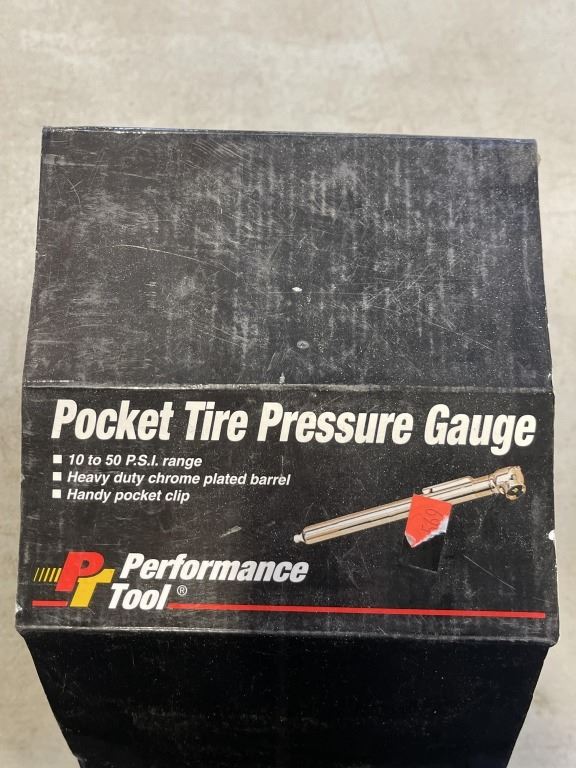 Pocket Tire Pressure Gauge
10 to 50 P.S.I. range
Heavy duty chrome plated barrel
Handy pocket clip
569
PT Performance
Tool®